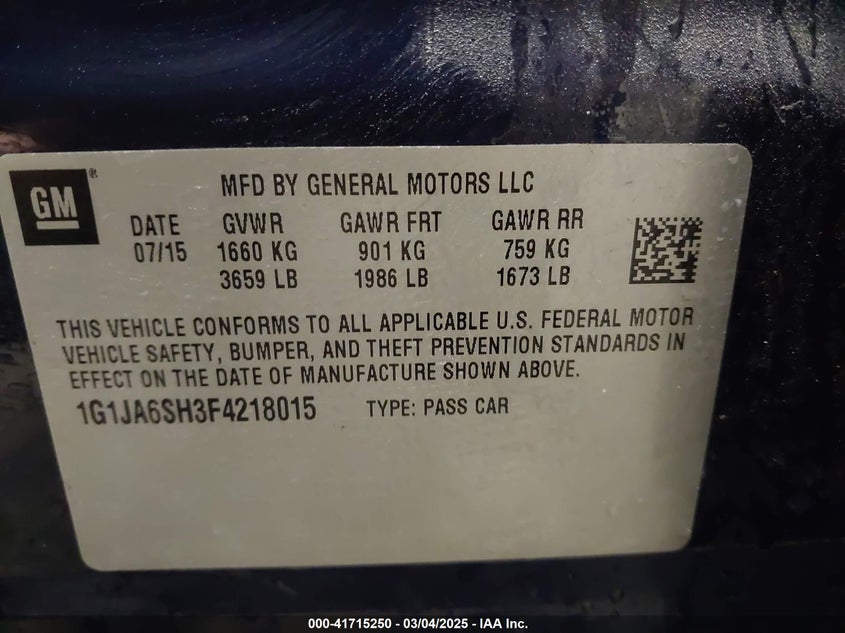 GM®
MFD BY GENERAL MOTORS LLC
DATE GVWR GAWR FRT GAWR RR
07/15 1660 KG 901 KG 759 KG
3659 LB 1986 LB 1673 LB
THIS VEHICLE CONFORMS TO ALL APPLICABLE U.S. FEDERAL MOTOR
VEHICLE SAFETY, BUMPER, AND THEFT PREVENTION STANDARDS IN
EFFECT ON THE DATE OF MANUFACTURE SHOWN ABOVE.
1G1JA6SH3F4218015 TYPE: PASS CAR
000-41715250 - 03/04/2025 - IAA Inc.